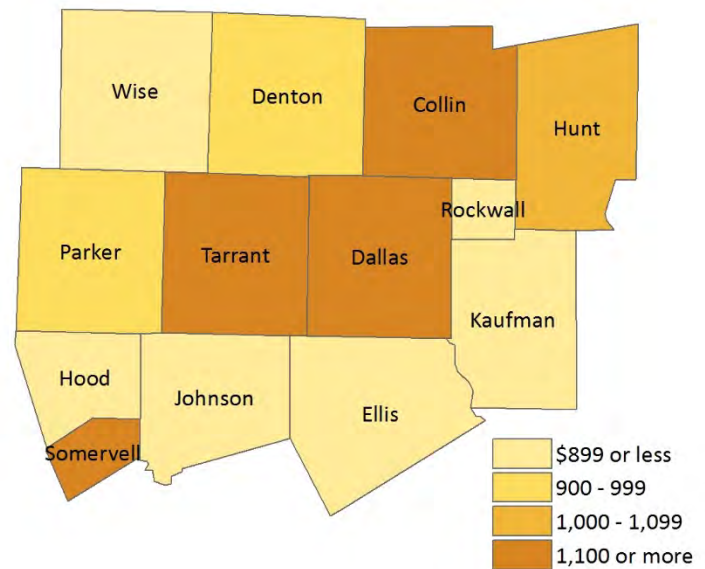 Wise
Denton
Collin
Hunt
Rockwall
Parker
Tarrant
Dallas
Kaufman
Hood
Johnson
Ellis
Somervell
$899 or less
900 - 999
1,000 - 1,099
1,100 or more